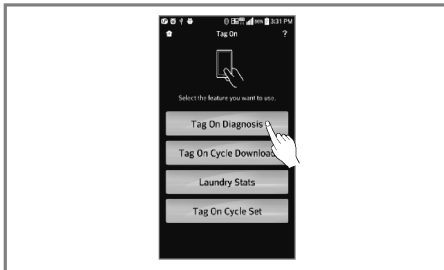 3:31 PM
Tag On
?
Select the feature you want to use.
Tag On Diagnosis
Tag On Cycle Download
Laundry Stats
Tag On Cycle Set